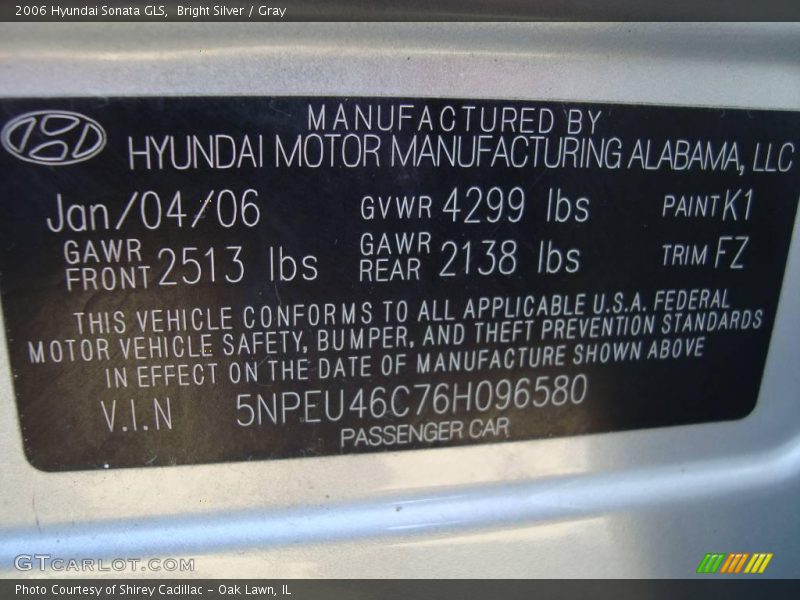 2006 Hyundai Sonata GLS, Bright Silver / Gray
MANUFACTURED BY
HYUNDAI MOTOR MANUFACTURING ALABAMA, LLC
Jan/04/06 GVWR 4299 lbs PAINT K1
GAWR FRONT 2513 lbs GAWR REAR 2138 lbs TRIM FZ
THIS VEHICLE CONFORMS TO ALL APPLICABLE U.S.A. FEDERAL
MOTOR VEHICLE SAFETY, BUMPER, AND THEFT PREVENTION STANDARDS
IN EFFECT ON THE DATE OF MANUFACTURE SHOWN ABOVE
V.I.N 5NPEU46C76H096580
PASSENGER CAR
GTCARLOT.COM
Photo Courtesy of Shirey Cadillac - Oak Lawn, IL